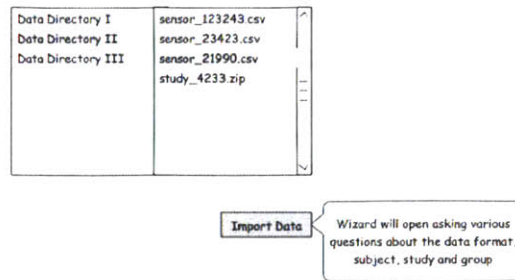 Data Directory I
Data Directory II
Data Directory III
sensor_123243.csv
sensor_23423.csv
sensor_21990.csv
study_4233.zip
Import Data
Wizard will open asking various
questions about the data format,
subject, study and group